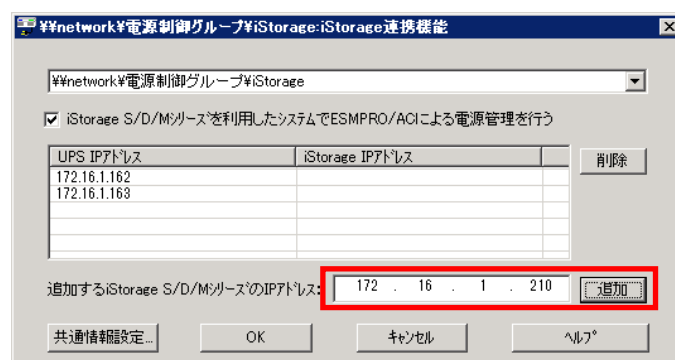 ¥¥network¥電源制御グループ¥iStorage:iStorage連携機能
¥¥network¥電源制御グループ¥iStorage
iStorage S/D/Mシリーズを利用したシステムでESMPRO/ACIによる電源管理を行う
UPS IPアドレス iStorage IPアドレス
削除
172.16.1.162
172.16.1.163
追加するiStorage S/D/MシリーズのIPアドレス: 172 . 16 . 1 . 210 追加
共通情報設定... OK キャンセル ヘルプ